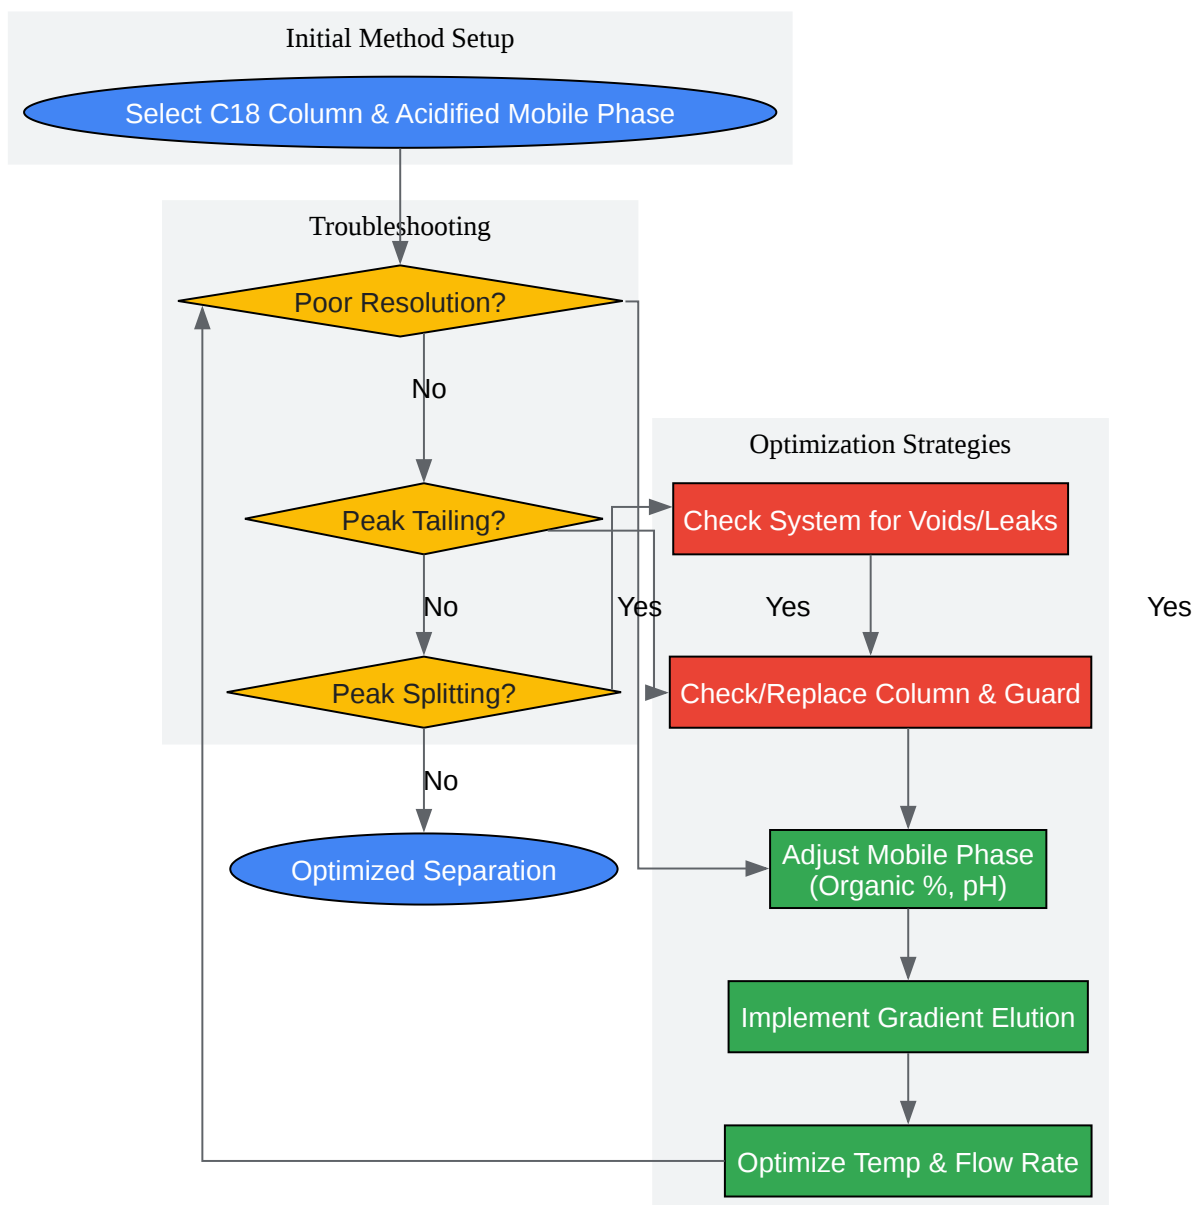 Initial Method Setup
Select C18 Column & Acidified Mobile Phase
Troubleshooting
Poor Resolution?
No
Optimization Strategies
Peak Tailing?
Check System for Voids/Leaks
No
Yes
Yes
Yes
Peak Splitting?
Check/Replace Column & Guard
No
Optimized Separation
Adjust Mobile Phase
(Organic %, pH)
Implement Gradient Elution
Optimize Temp & Flow Rate